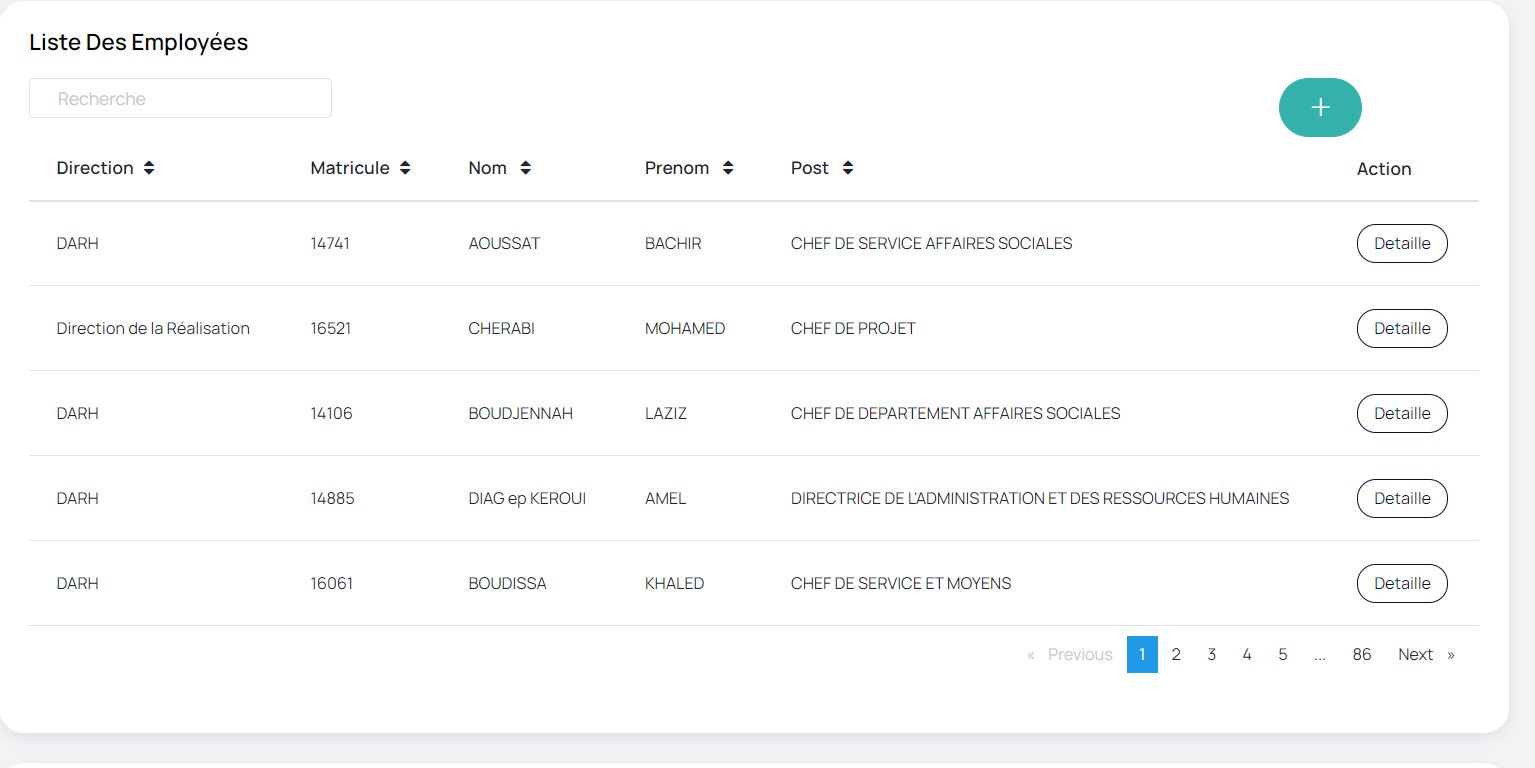 Liste Des Employées
Recherche
+
Direction Matricule Nom Prenom Post Action
DARH 14741 AOUSSAT BACHIR CHEF DE SERVICE AFFAIRES SOCIALES Detaille
Direction de la Réalisation 16521 CHERABI MOHAMED CHEF DE PROJET Detaille
DARH 14106 BOUDJENNAH LAZIZ CHEF DE DEPARTEMENT AFFAIRES SOCIALES Detaille
DARH 14885 DIAG ep KEROUI AMEL DIRECTRICE DE L'ADMINISTRATION ET DES RESSOURCES HUMAINES Detaille
DARH 16061 BOUDISSA KHALED CHEF DE SERVICE ET MOYENS Detaille
« Previous 1 2 3 4 5 ... 86 Next »